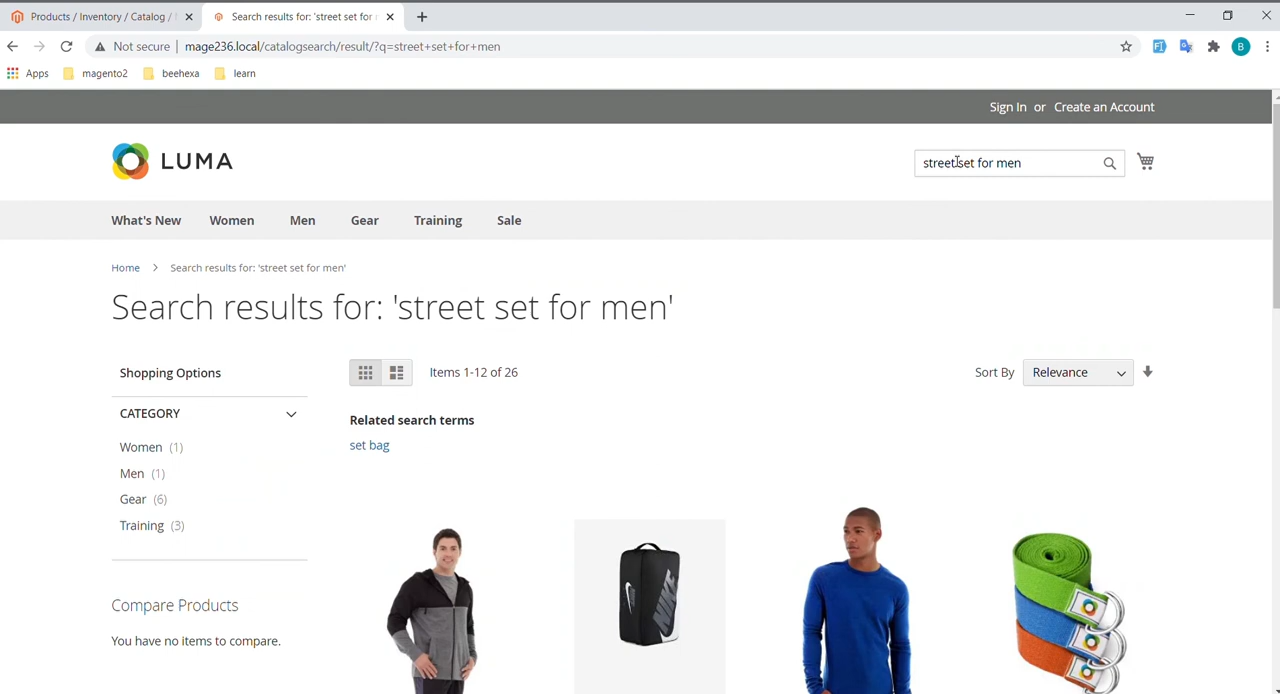 Products / Inventory / Catalog /
Search results for: 'street set for
Not secure
mage236.local/catalogsearch/result/?q=street+set+for+men
B
Apps
magento2
beehexa
learn
Sign In or Create an Account
LUMA
street set for men
What's New
Women
Men
Gear
Training
Sale
Home > Search results for: 'street set for men'
Search results for: 'street set for men'
Shopping Options
Items 1-12 of 26
Sort By
Relevance
CATEGORY
Related search terms
set bag
Women (1)
Men (1)
Gear (6)
Training (3)
NIKE
Compare Products
You have no items to compare.